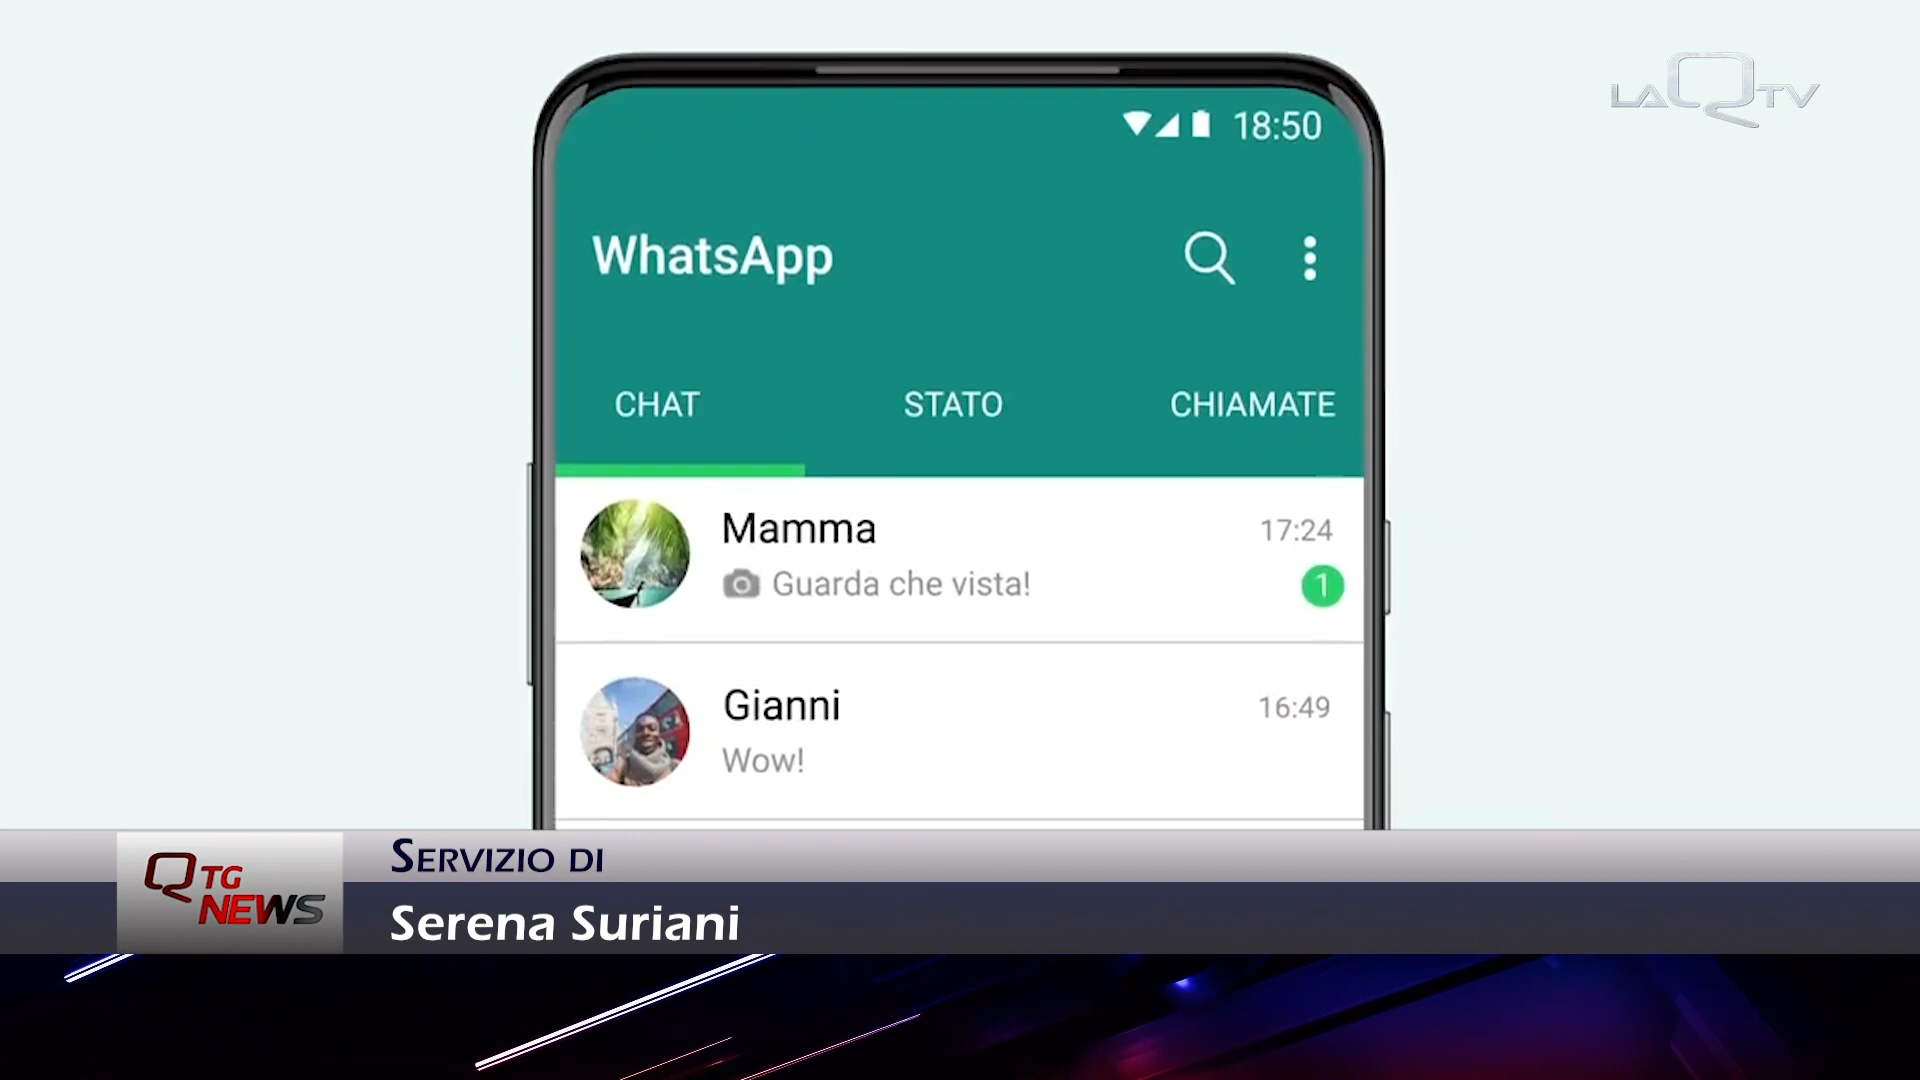 LAQTV
18:50
WhatsApp
CHAT STATO CHIAMATE
Mamma 17:24
Guarda che vista! 1
Gianni 16:49
Wow!
SERVIZIO DI
Serena Suriani
QTG
NEWS